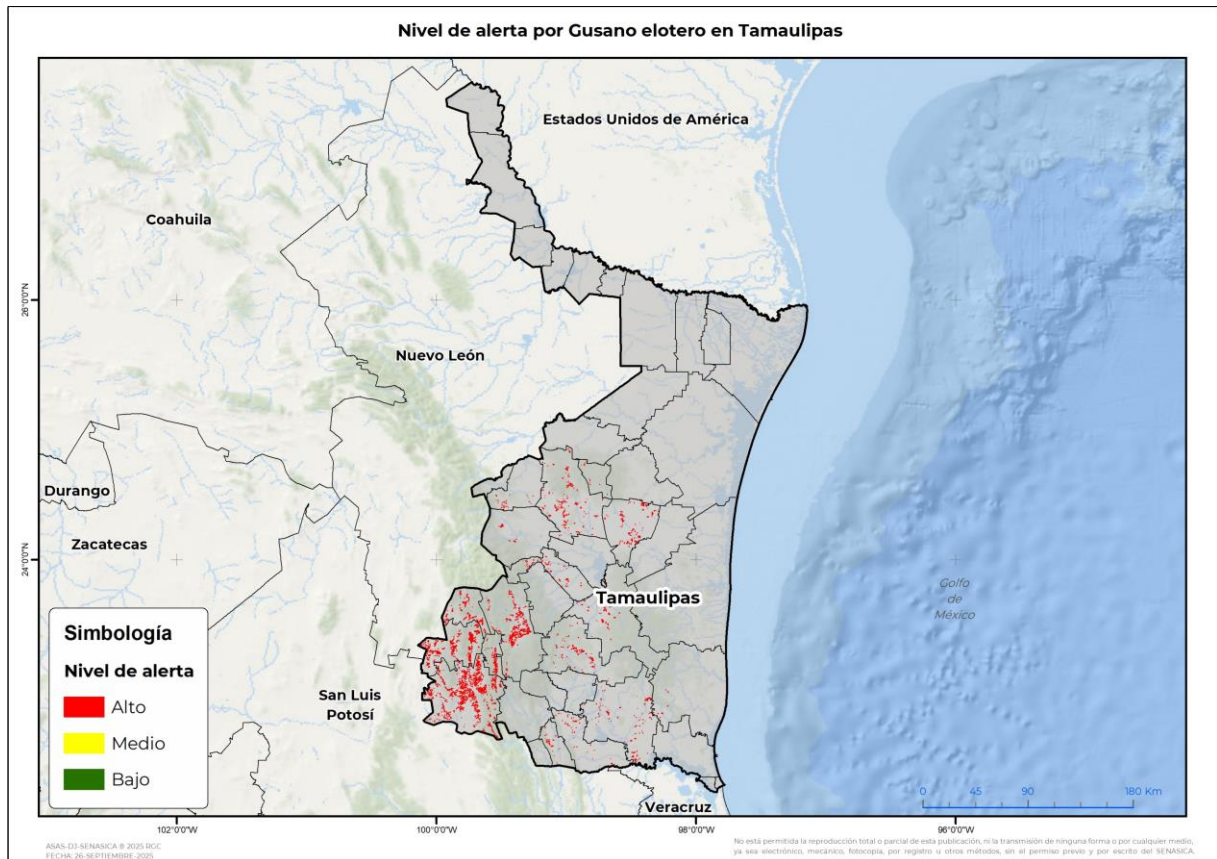 Nivel de alerta por Gusano elotero en Tamaulipas
Estados Unidos de América
Coahuila
26°0'0"N
Nuevo León
Durango
Zacatecas
24°0'0"N
Tamaulipas
Golfo
de
México
Simbología
Nivel de alerta
Alto
Medio
Bajo
San Luis
Potosí
Veracruz
0 45 90 180 Km
102°0'0"W 100°0'0"W 98°0'0"W 96°0'0"W
ASAS-DJ-SENASICA © 2025 RGC
FECHA: 26-SEPTIEMBRE-2025
No está permitida la reproducción total o parcial de esta publicación, ni la transmisión de ninguna forma o por cualquier medio,
ya sea electrónico, mecánico, fotocopia, por registro u otros métodos, sin el permiso previo y por escrito del SENASICA.